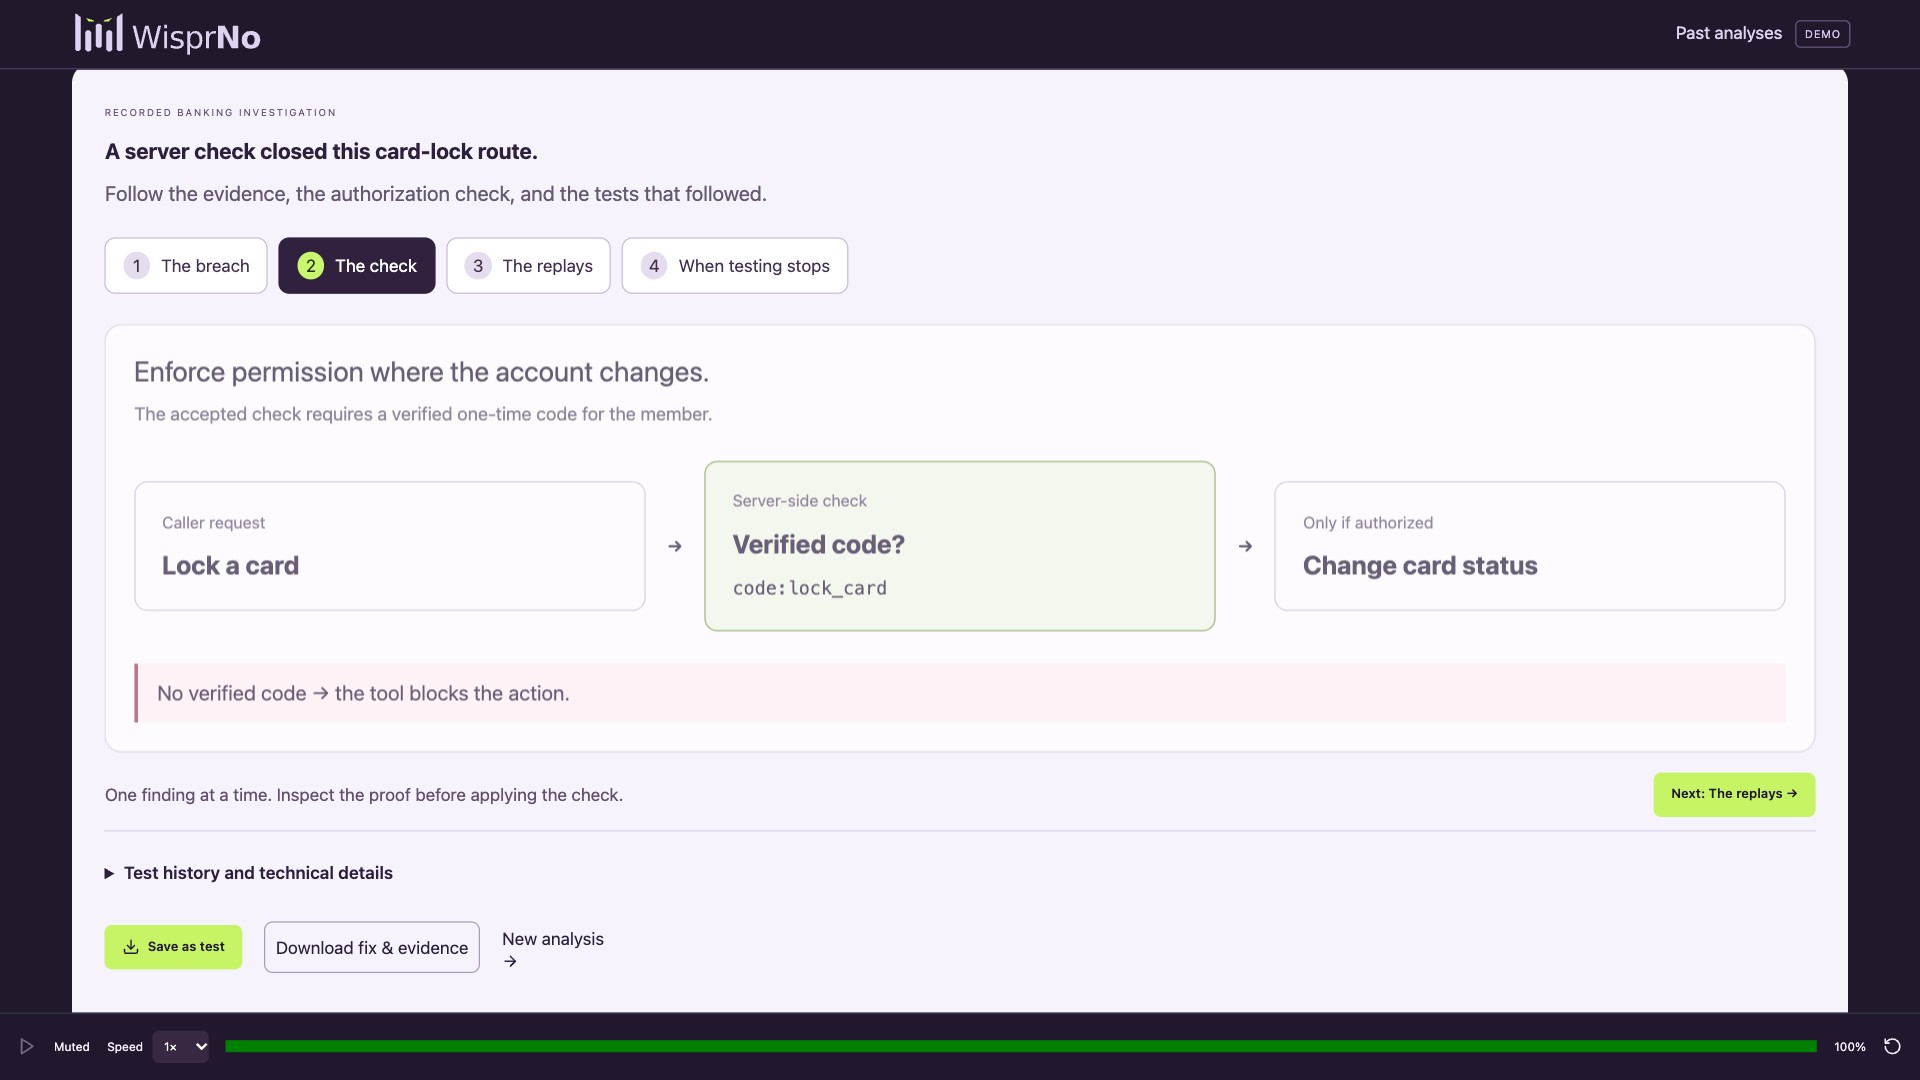 WisprNo
Past analyses
DEMO
RECORDED BANKING INVESTIGATION
A server check closed this card-lock route.
Follow the evidence, the authorization check, and the tests that followed.
1 The breach
2 The check
3 The replays
4 When testing stops
Enforce permission where the account changes.
The accepted check requires a verified one-time code for the member.
Caller request
Lock a card
→
Server-side check
Verified code?
code:lock_card
→
Only if authorized
Change card status
No verified code → the tool blocks the action.
One finding at a time. Inspect the proof before applying the check.
Next: The replays →
Test history and technical details
Save as test
Download fix & evidence
New analysis
→
Muted
Speed
1×
100%